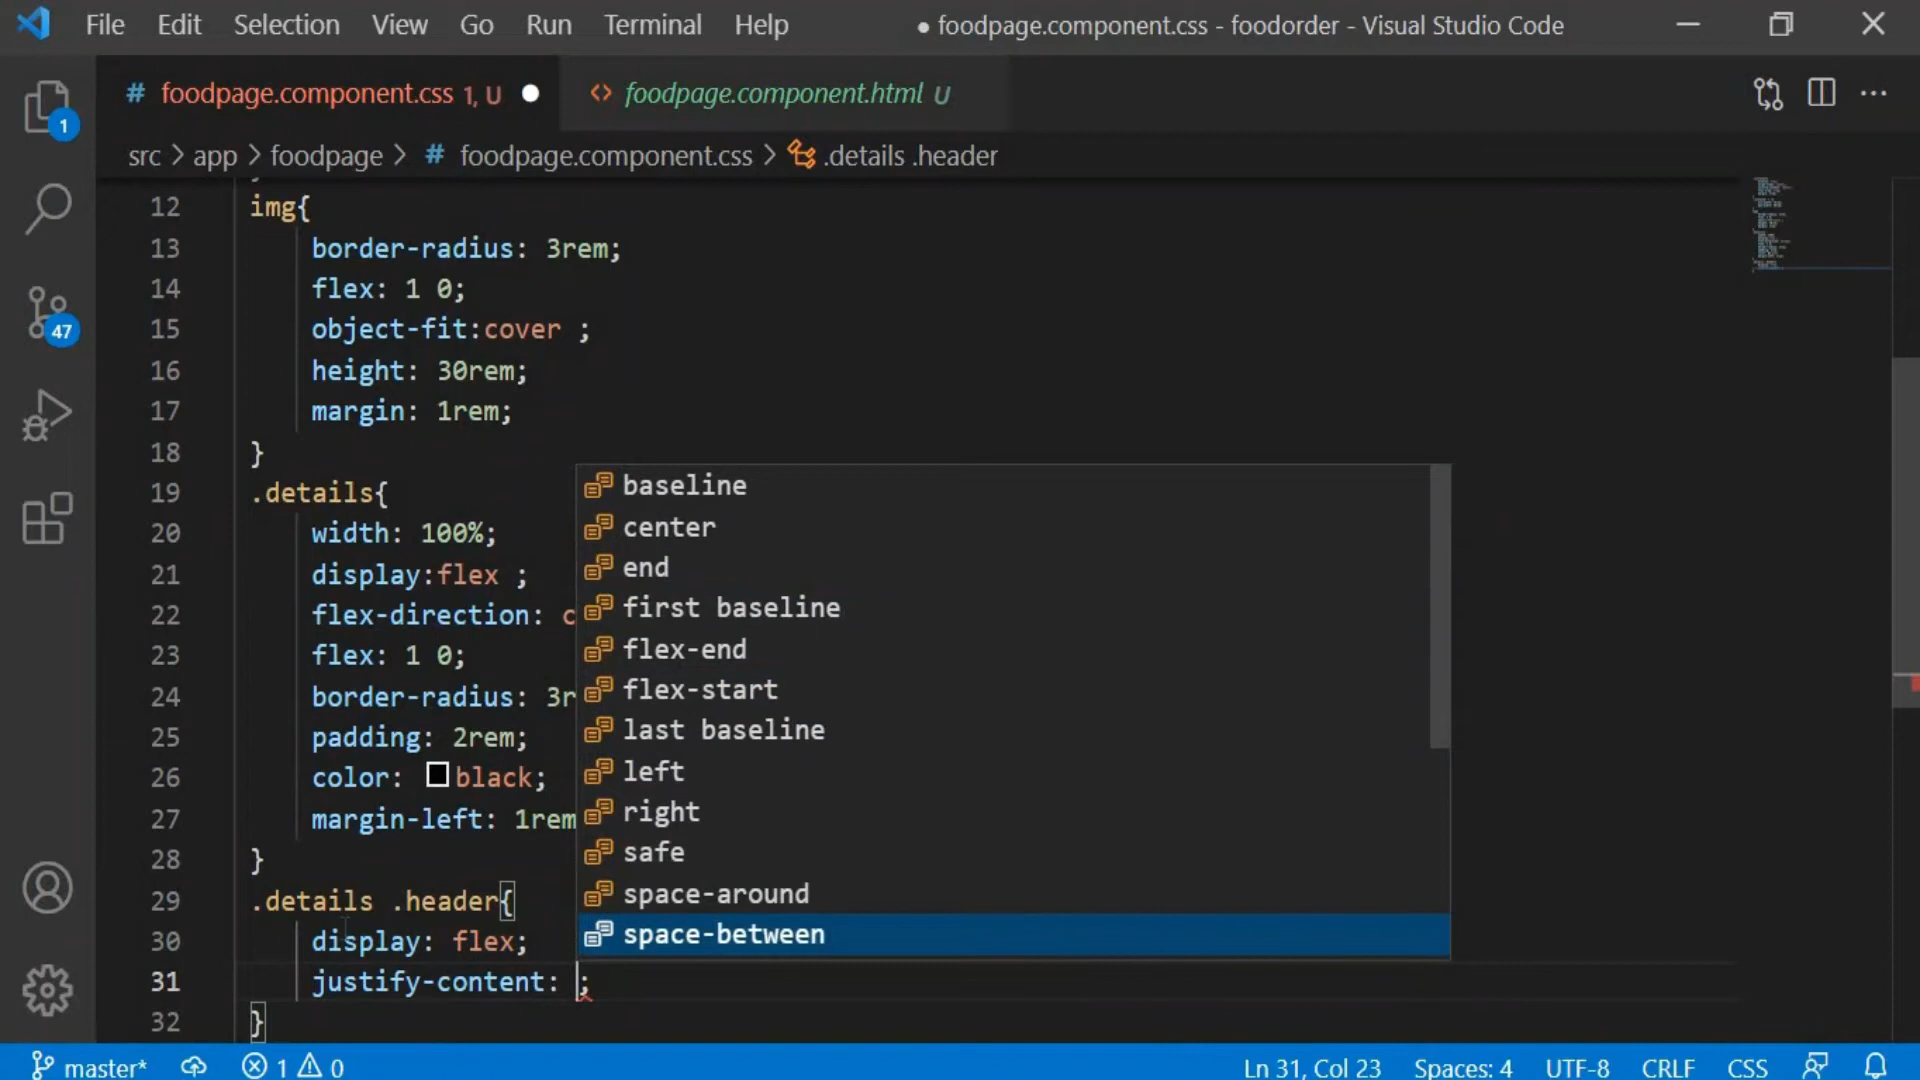 File Edit Selection View Go Run Terminal Help ● foodpage.component.css - foodorder - Visual Studio Code
# foodpage.component.css 1, U
<> foodpage.component.html U
src > app > foodpage > # foodpage.component.css > .details .header
1
47
12 img{
13 border-radius: 3rem;
14 flex: 1 0;
15 object-fit:cover ;
16 height: 30rem;
17 margin: 1rem;
18 }
19 .details{
20 width: 100%;
21 display:flex ;
22 flex-direction: c
23 flex: 1 0;
24 border-radius: 3r
25 padding: 2rem;
26 color: black;
27 margin-left: 1rem
28 }
29 .details .header{
30 display: flex;
31 justify-content: ;
32 }
baseline
center
end
first baseline
flex-end
flex-start
last baseline
left
right
safe
space-around
space-between
master* 1 0 Ln 31, Col 23 Spaces: 4 UTF-8 CRLF CSS